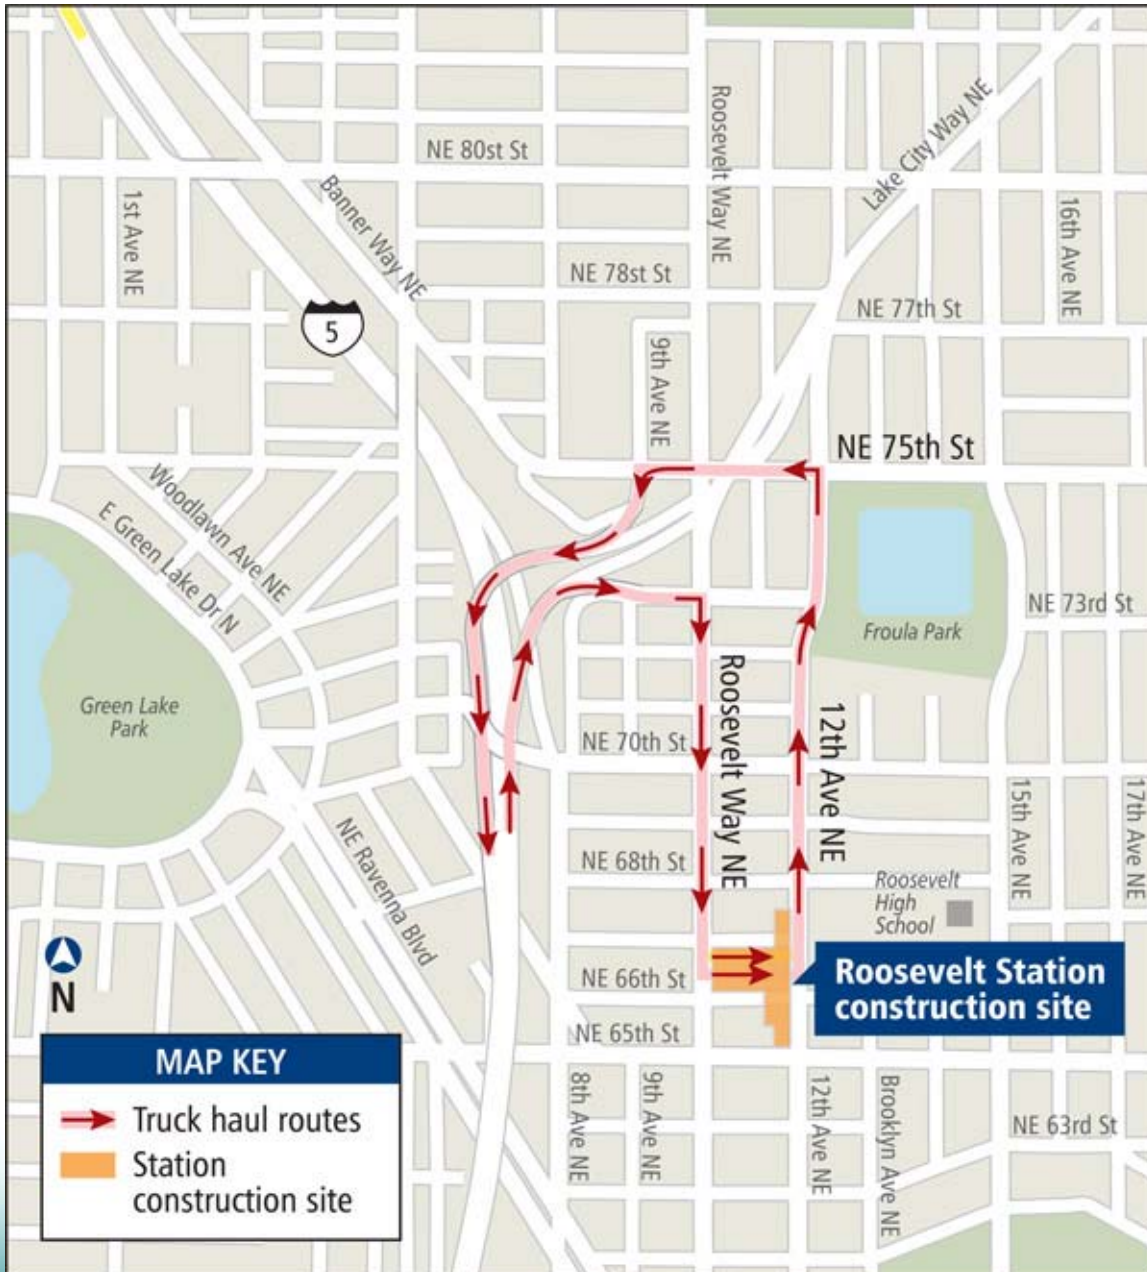 Roosevelt Way NE
Lake City Way NE
NE 80st St
Banner Way NE
1st Ave NE
16th Ave NE
NE 78st St
NE 77th St
5
9th Ave NE
NE 75th St
Woodlawn Ave NE
E Green Lake Dr N
NE 73rd St
Froula Park
Green Lake
Park
Roosevelt Way NE
12th Ave NE
NE 70th St
15th Ave NE
17th Ave NE
NE Ravenna Blvd
NE 68th St
Roosevelt
High
School
N
NE 66th St
Roosevelt Station
construction site
NE 65th St
MAP KEY
Truck haul routes
Station
construction site
8th Ave NE
9th Ave NE
12th Ave NE
Brooklyn Ave NE
NE 63rd St